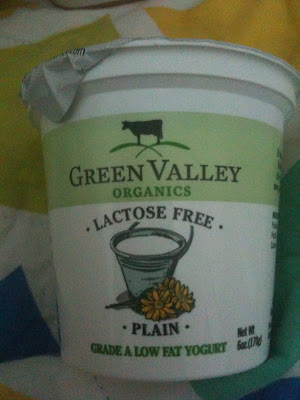 GREEN VALLEY
ORGANICS
• LACTOSE FREE •
• PLAIN •
GRADE A LOW FAT YOGURT
Net Wt
6oz.(170g)